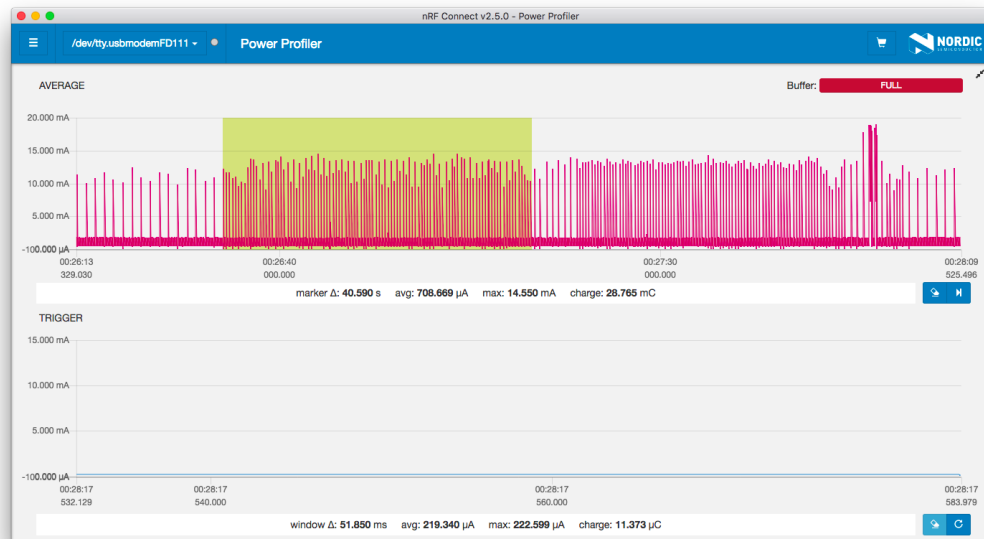 nRF Connect v2.5.0 - Power Profiler
/dev/tty.usbmodemFD111
Power Profiler
NORDIC
SEMICONDUCTOR
AVERAGE
Buffer:
FULL
20.000 mA
15.000 mA
10.000 mA
5.000 mA
-100.000 µA
00:26:13
329.030
00:26:40
000.000
00:27:30
000.000
00:28:09
525.496
marker Δ: 40.590 s avg: 708.669 µA max: 14.550 mA charge: 28.765 mC
TRIGGER
15.000 mA
10.000 mA
5.000 mA
-100.000 µA
00:28:17
532.129
00:28:17
540.000
00:28:17
560.000
00:28:17
583.979
window Δ: 51.850 ms avg: 219.340 µA max: 222.599 µA charge: 11.373 µC